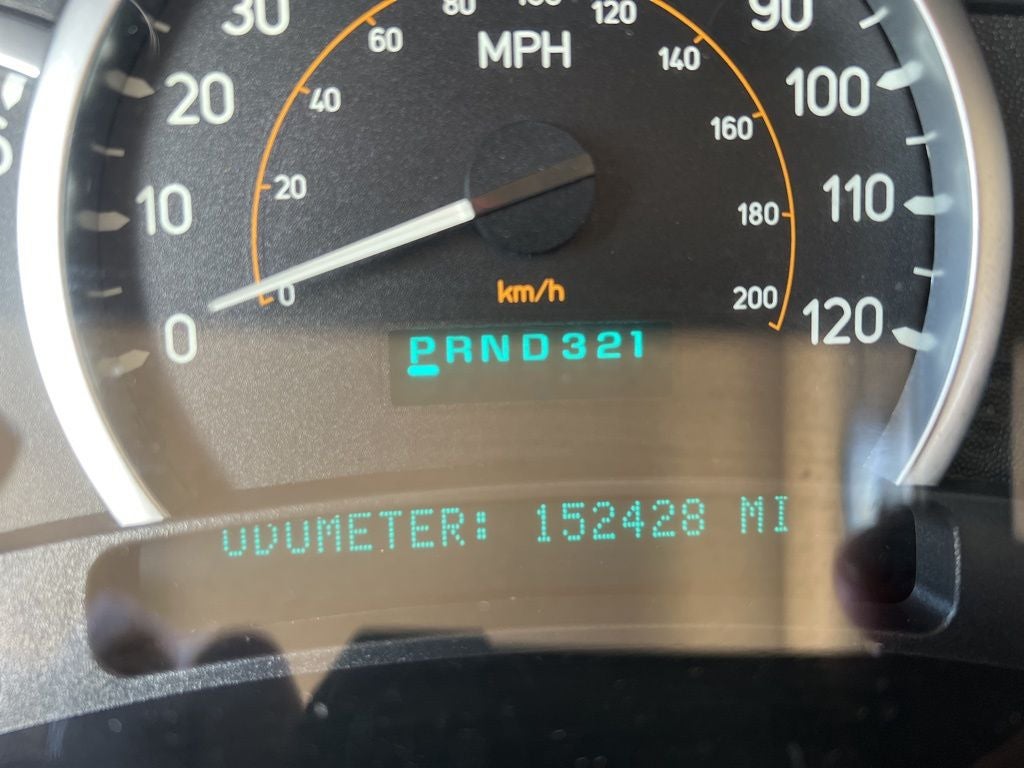 80 100 120
30 60 MPH 140 90
20 40 160 100
10 20 180 110
0 0 km/h 200 120
PRND321
ODOMETER: 152428 MI